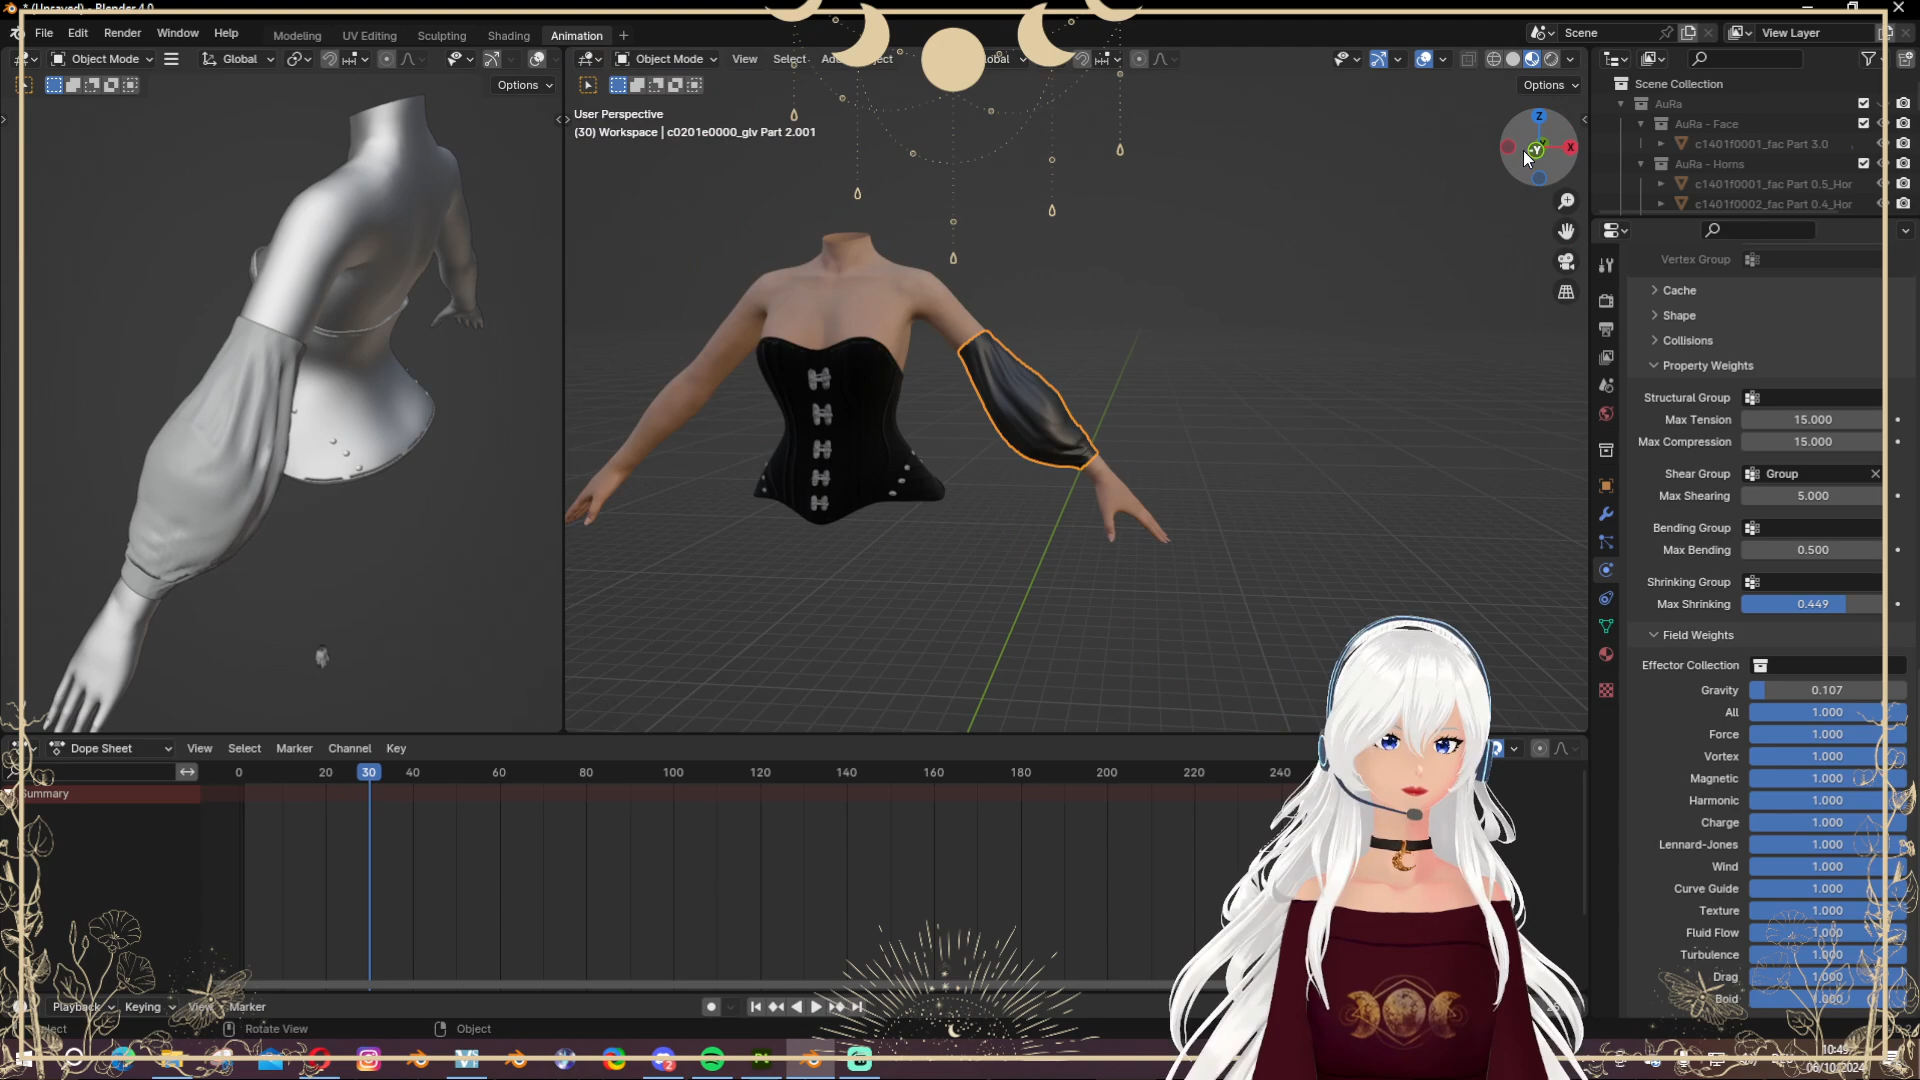 * (Unsaved) - Blender 4.0
File Edit Render Window Help Modeling UV Editing Sculpting Shading Animation + Scene View Layer
Object Mode Global Object Mode View Select Object
Options Options
User Perspective
(30) Workspace | c0201e0000_glv Part 2.001
Z
-Y X
Scene Collection
AuRa
AuRa - Face
c1401f0001_fac Part 3.0
AuRa - Horns
c1401f0001_fac Part 0.5_Hor
c1401f0002_fac Part 0.4_Hor
Vertex Group
Cache
Shape
Collisions
Property Weights
Structural Group
Max Tension 15.000
Max Compression 15.000
Shear Group Group
Max Shearing 5.000
Bending Group
Max Bending 0.500
Shrinking Group
Max Shrinking 0.449
Field Weights
Effector Collection
Gravity 0.107
All 1.000
Force 1.000
Vortex 1.000
Magnetic 1.000
Harmonic 1.000
Charge 1.000
Lennard-Jones 1.000
Wind 1.000
Curve Guide 1.000
Texture 1.000
Fluid Flow 1.000
Turbulence 1.000
Drag 1.000
Boid 1.000
Dope Sheet View Select Marker Channel Key
0 20 30 40 60 80 100 120 140 160 180 200 220 240
Summary
Playback Keying View Marker
Rotate View Object
10:49
06/10/2024